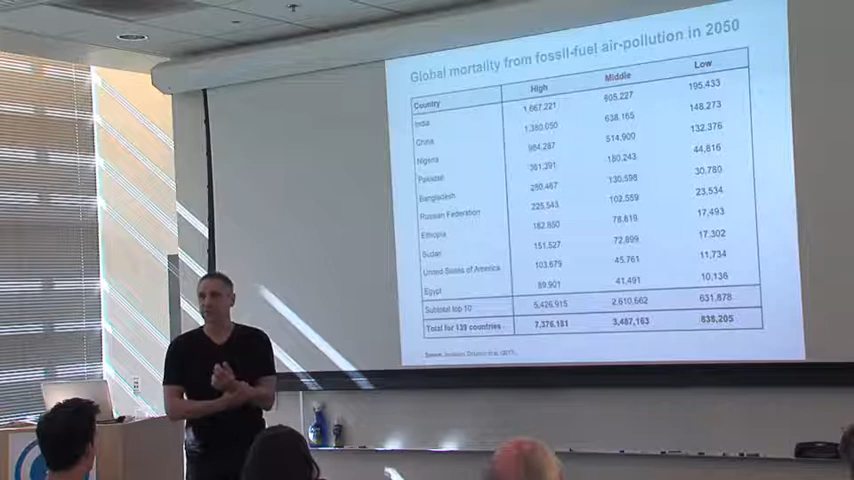 Global mortality from fossil-fuel air-pollution in 2050
Country High Middle Low
India 1,667,221 605,227 195,433
China 1,380,050 638,165 148,273
Nigeria 984,287 514,909 132,376
Pakistan 361,391 180,243 44,816
Bangladesh 280,467 130,598 30,780
Russian Federation 225,543 102,559 23,534
Ethiopia 182,850 78,819 17,493
Sudan 151,527 72,899 17,302
United States of America 103,679 45,761 11,734
Egypt 89,901 41,491 10,136
Subtotal top 10 5,426,915 2,610,662 631,878
Total for 139 countries 7,376,181 3,487,163 838,205
Source: